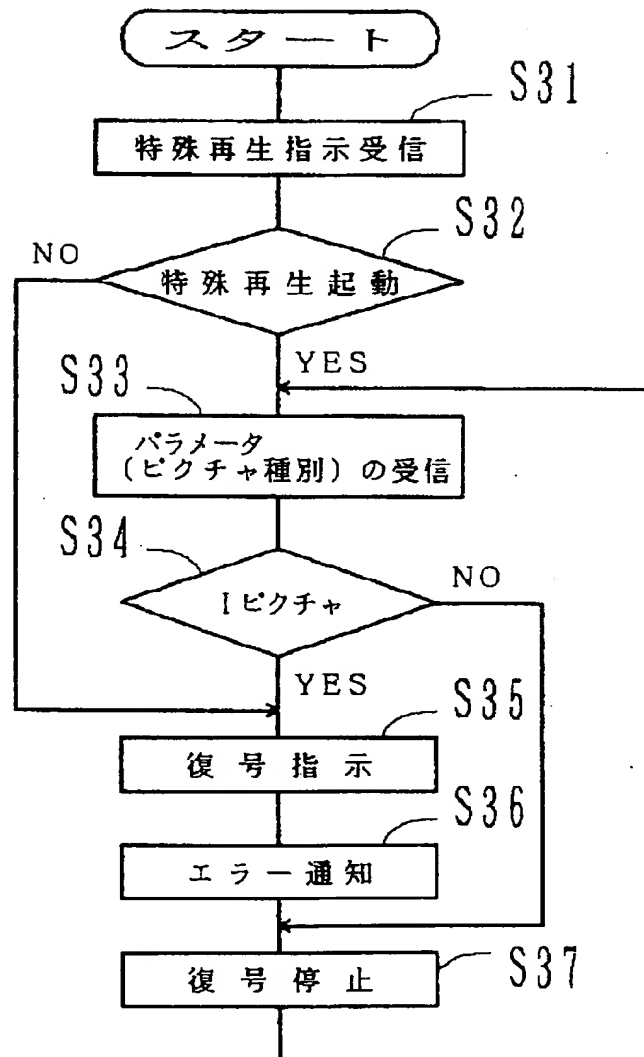 スタート
S31
特殊再生指示受信
S32
NO
特殊再生起動
YES
S33
パラメータ
(ピクチャ種別)の受信
S34
NO
Iピクチャ
YES
S35
復号指示
S36
エラー通知
S37
復号停止